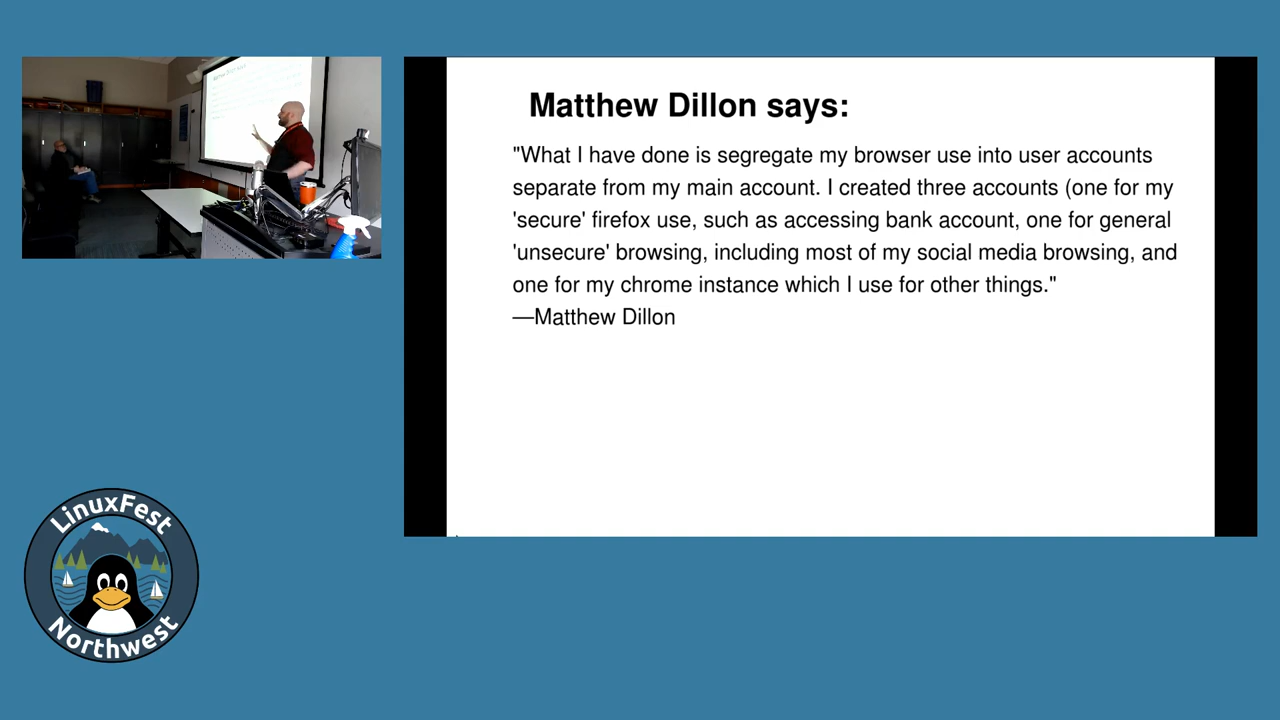 Matthew Dillon says:
"What I have done is segregate my browser use into user accounts
separate from my main account. I created three accounts (one for my
'secure' firefox use, such as accessing bank account, one for general
'unsecure' browsing, including most of my social media browsing, and
one for my chrome instance which I use for other things."
—Matthew Dillon
LinuxFest
Northwest